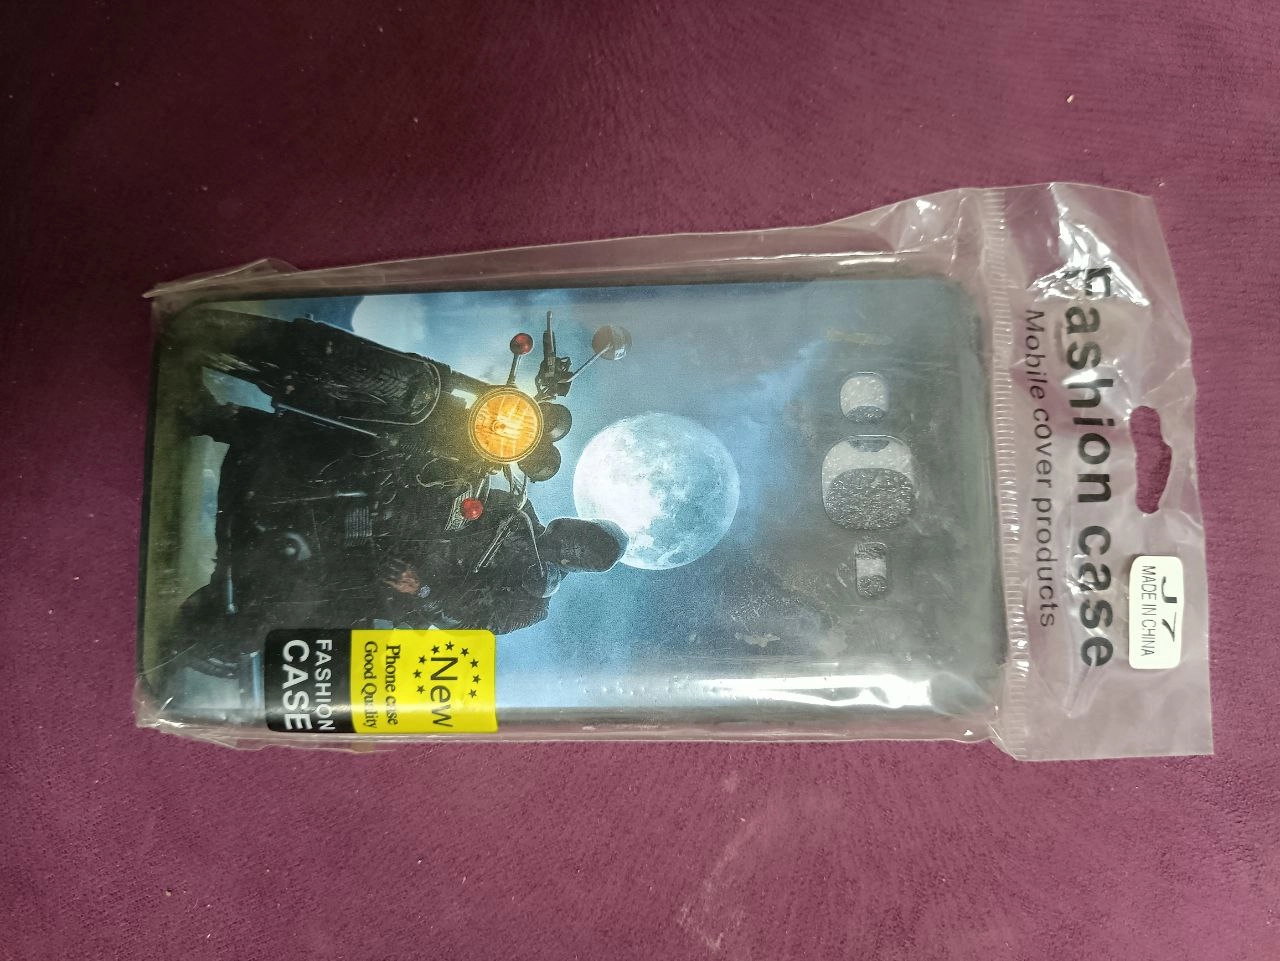 J7
MADE IN CHINA
Fashion case
Mobile cover products
New
Phone case
Good Quality
FASHION
CASE